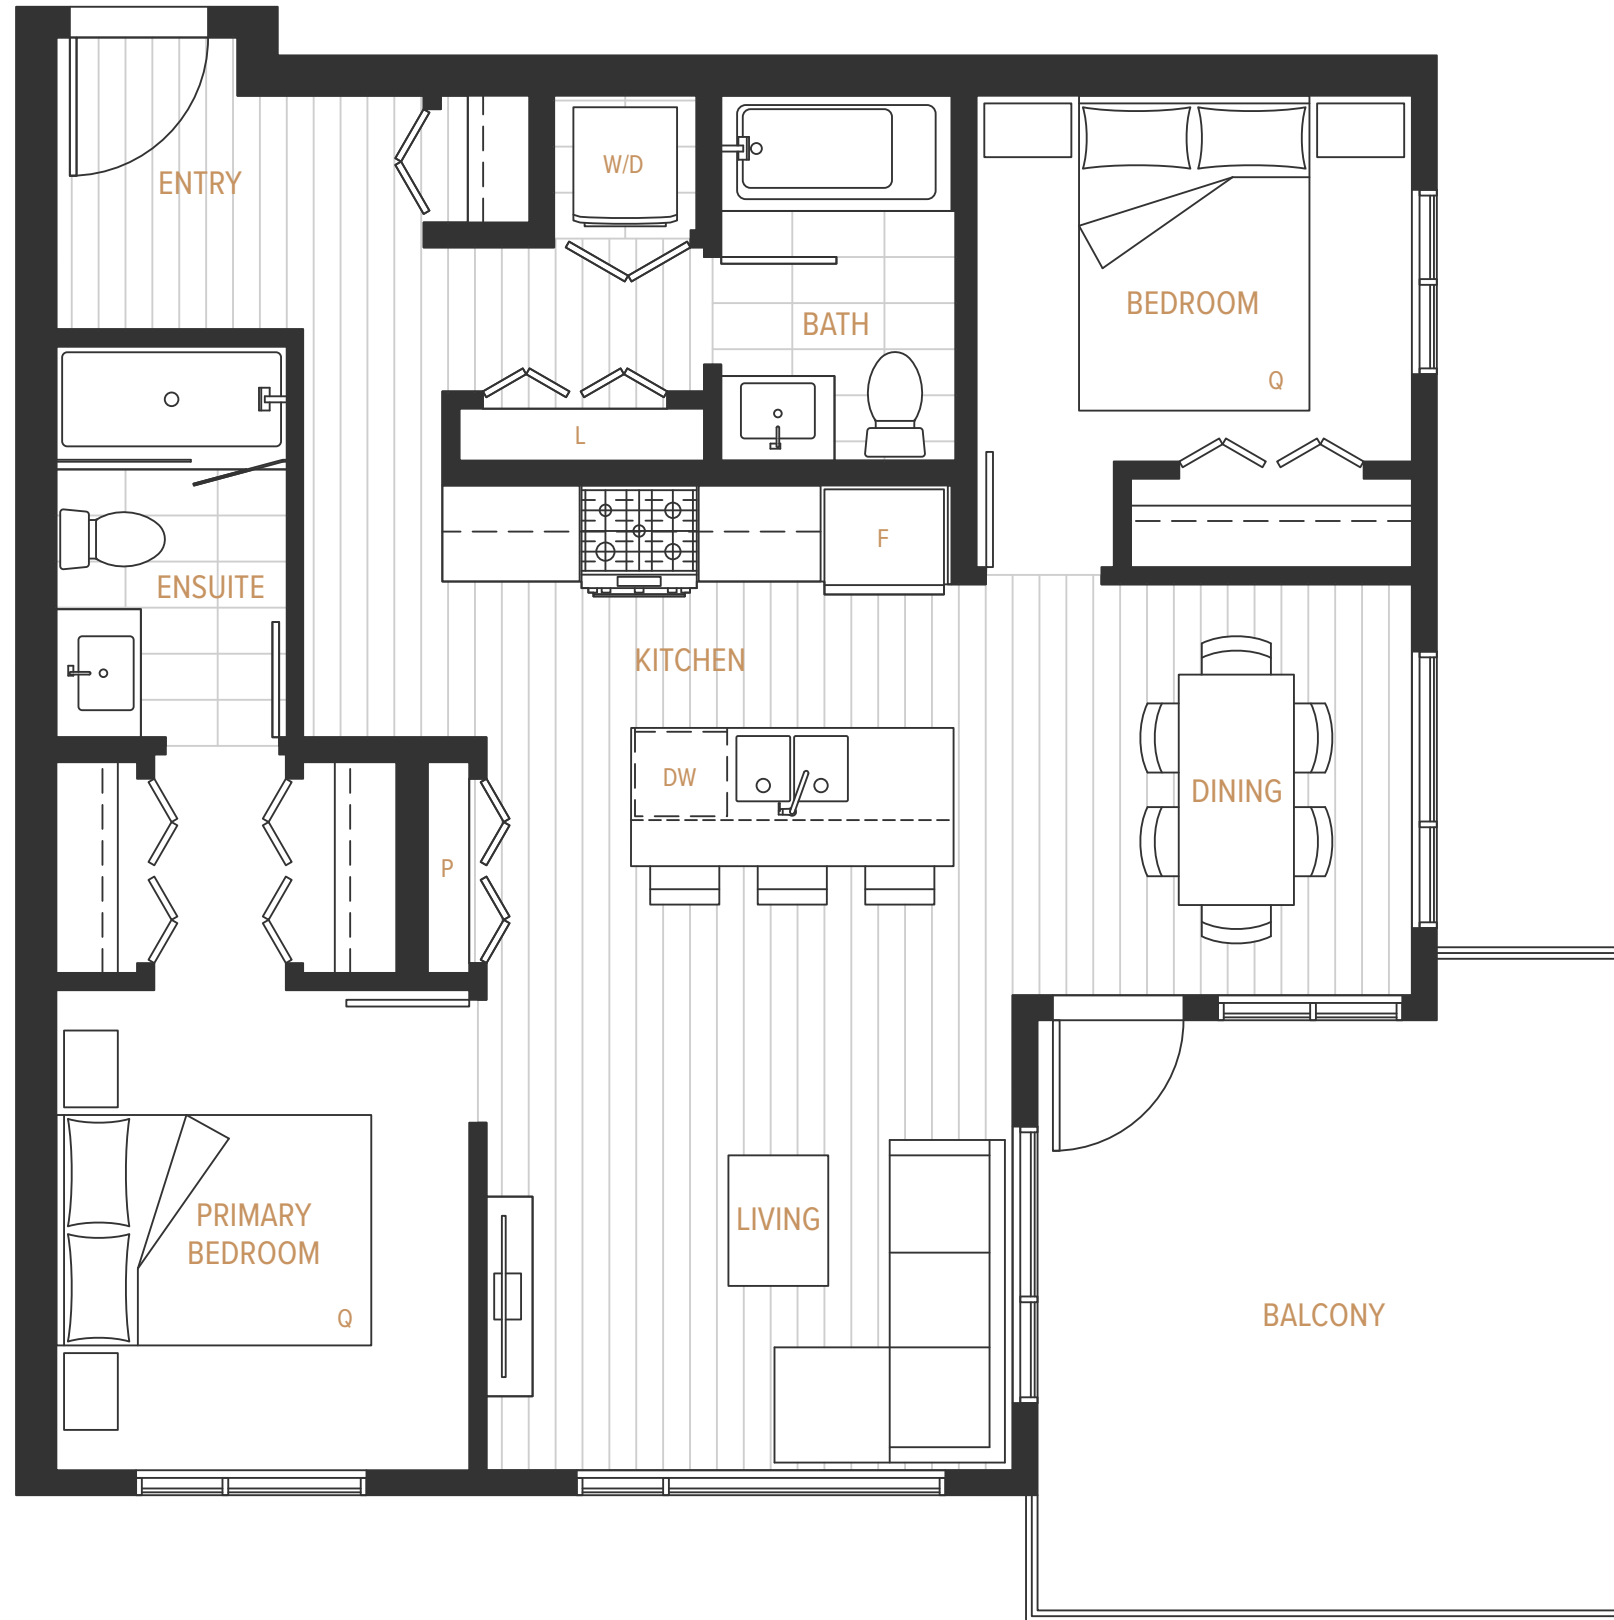 W/D
ENTRY
BEDROOM
BATH
Q
L
F
ENSUITE
KITCHEN
DW
DINING
P
PRIMARY
BEDROOM
LIVING
Q
BALCONY